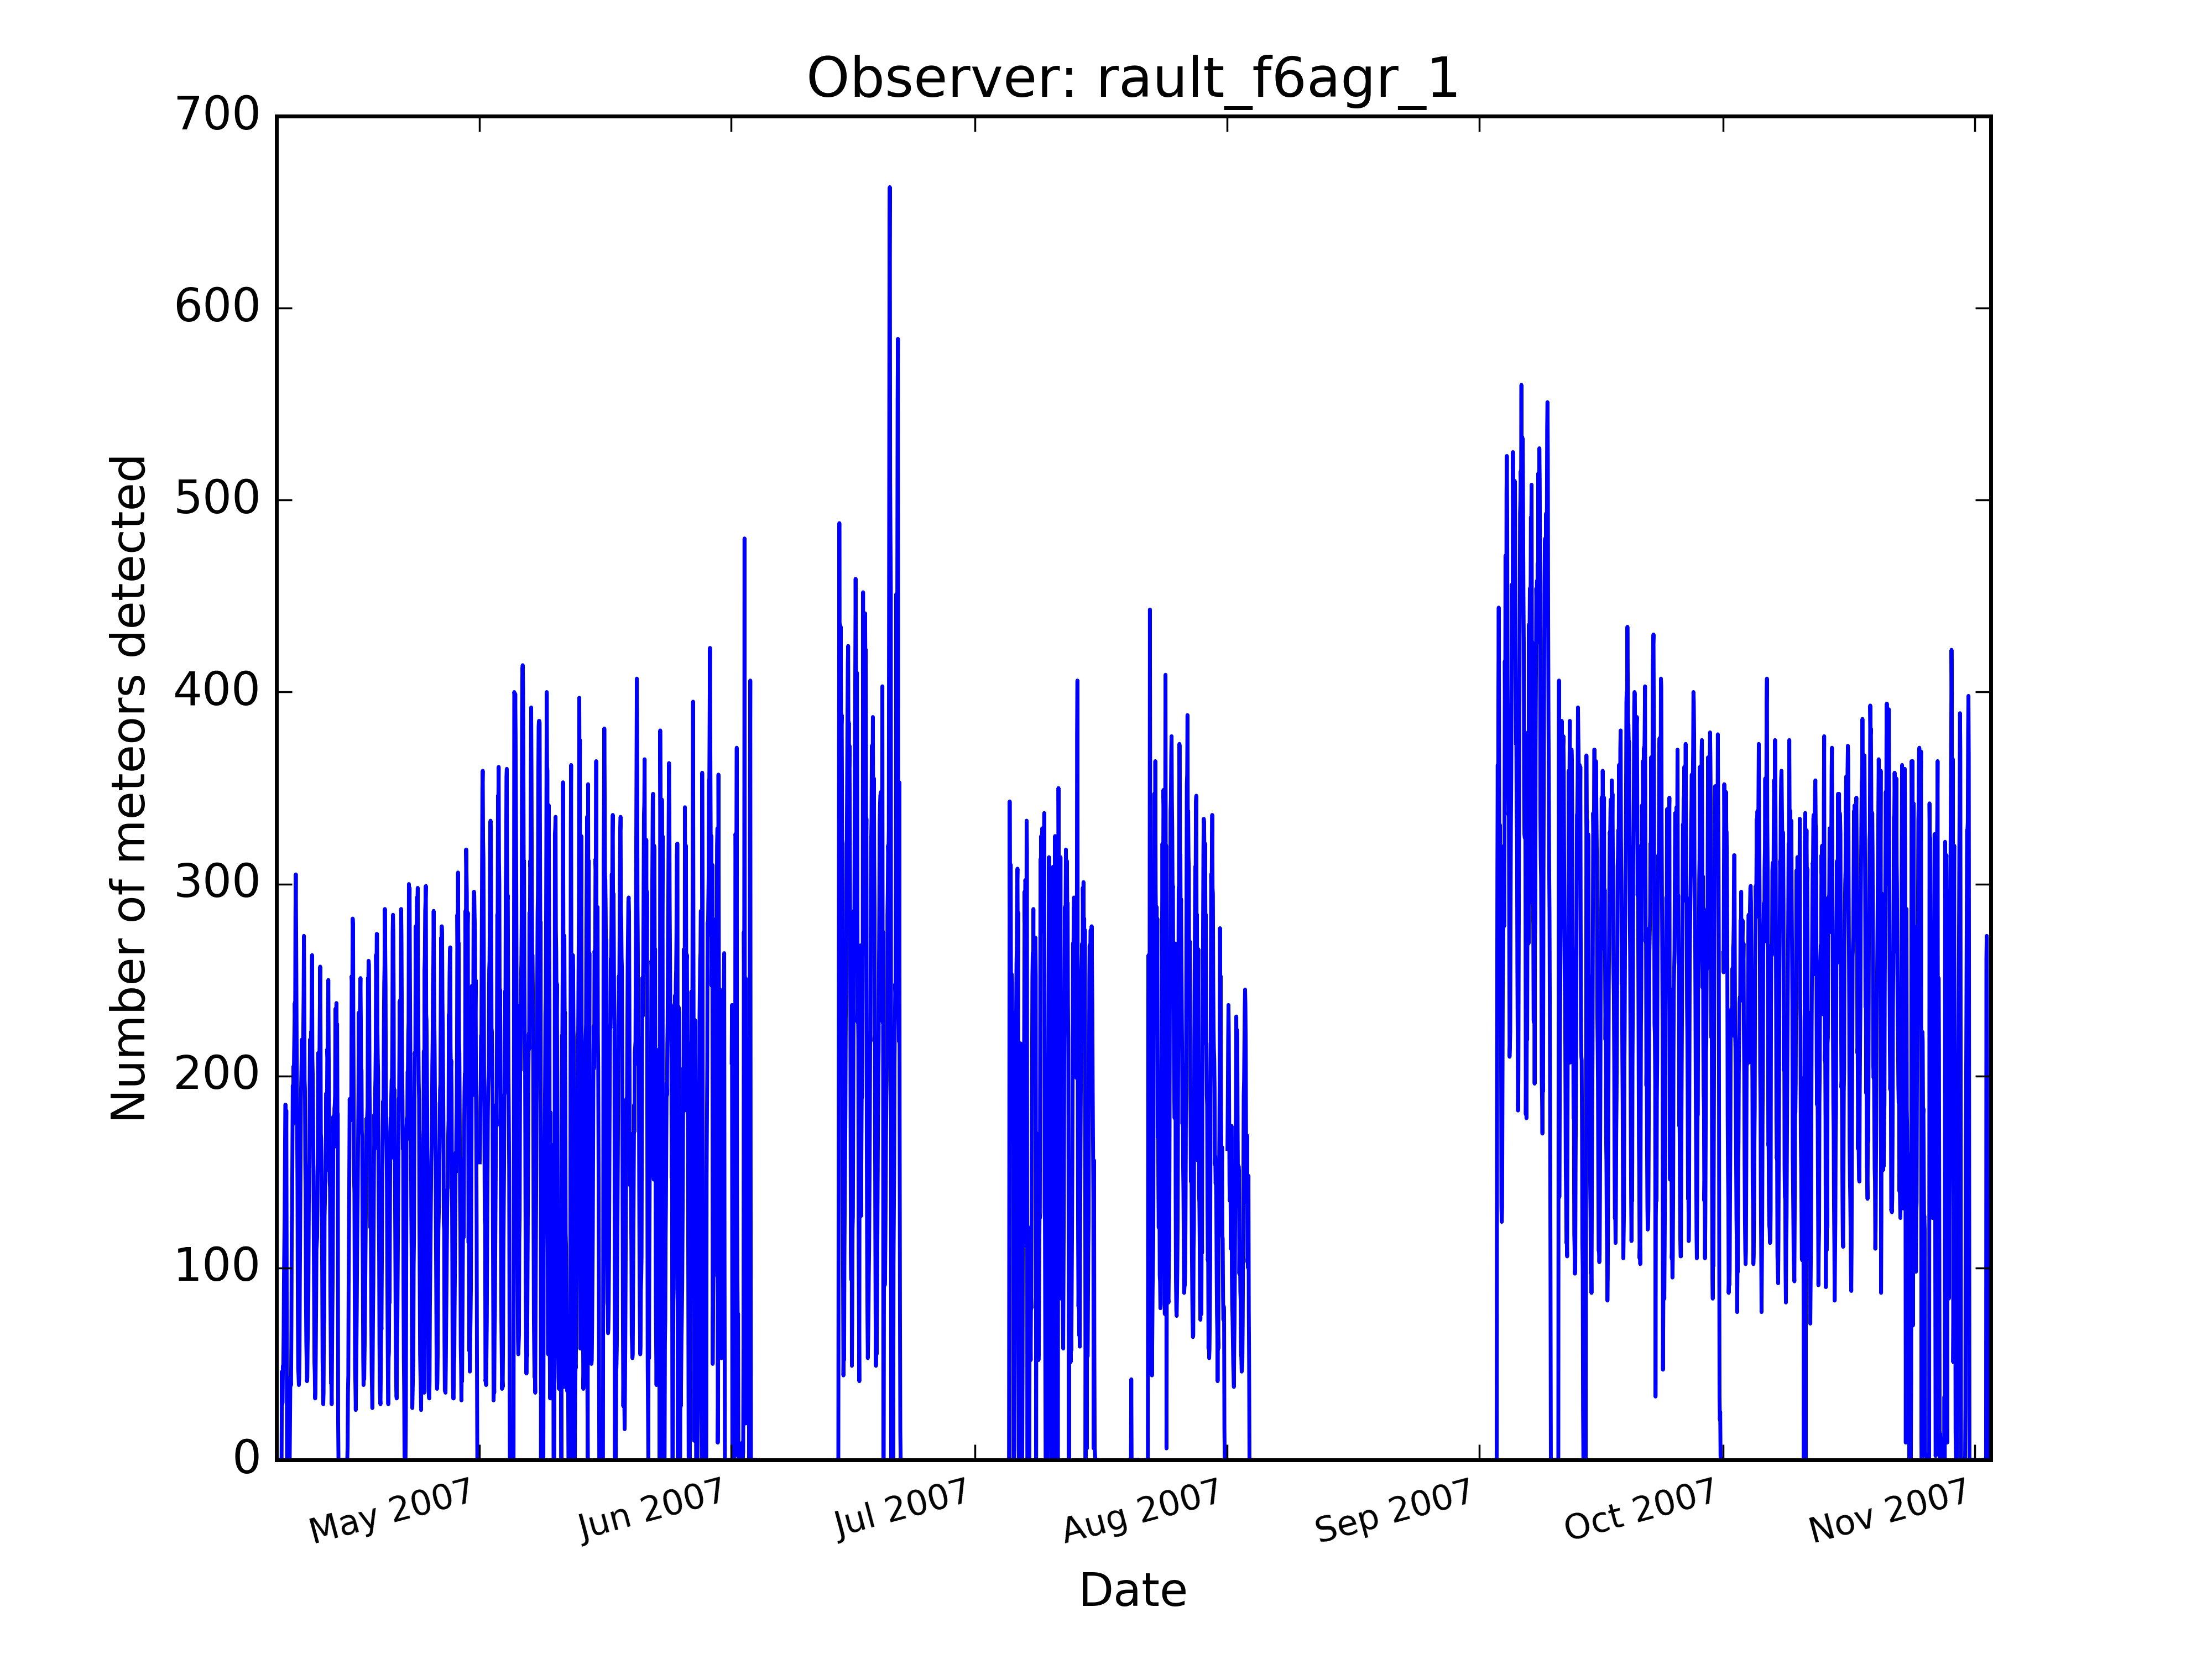 Observer: rault_f6agr_1
700
600
500
400
300
200
100
0
Number of meteors detected
May 2007
Jun 2007
Jul 2007
Aug 2007
Sep 2007
Oct 2007
Nov 2007
Date